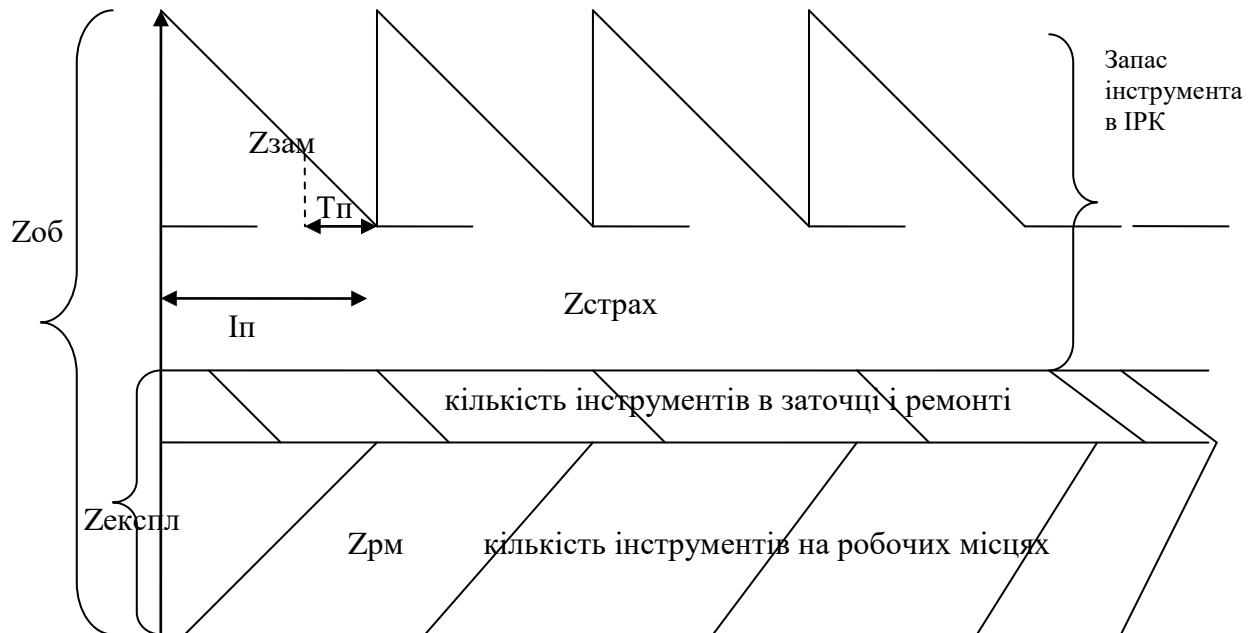 Запас
інструмента
в ІРК
Zзам
Тп
Zоб
Zстрах
Іп
кількість інструментів в заточці і ремонті
Zекспл
Zрм кількість інструментів на робочих місцях